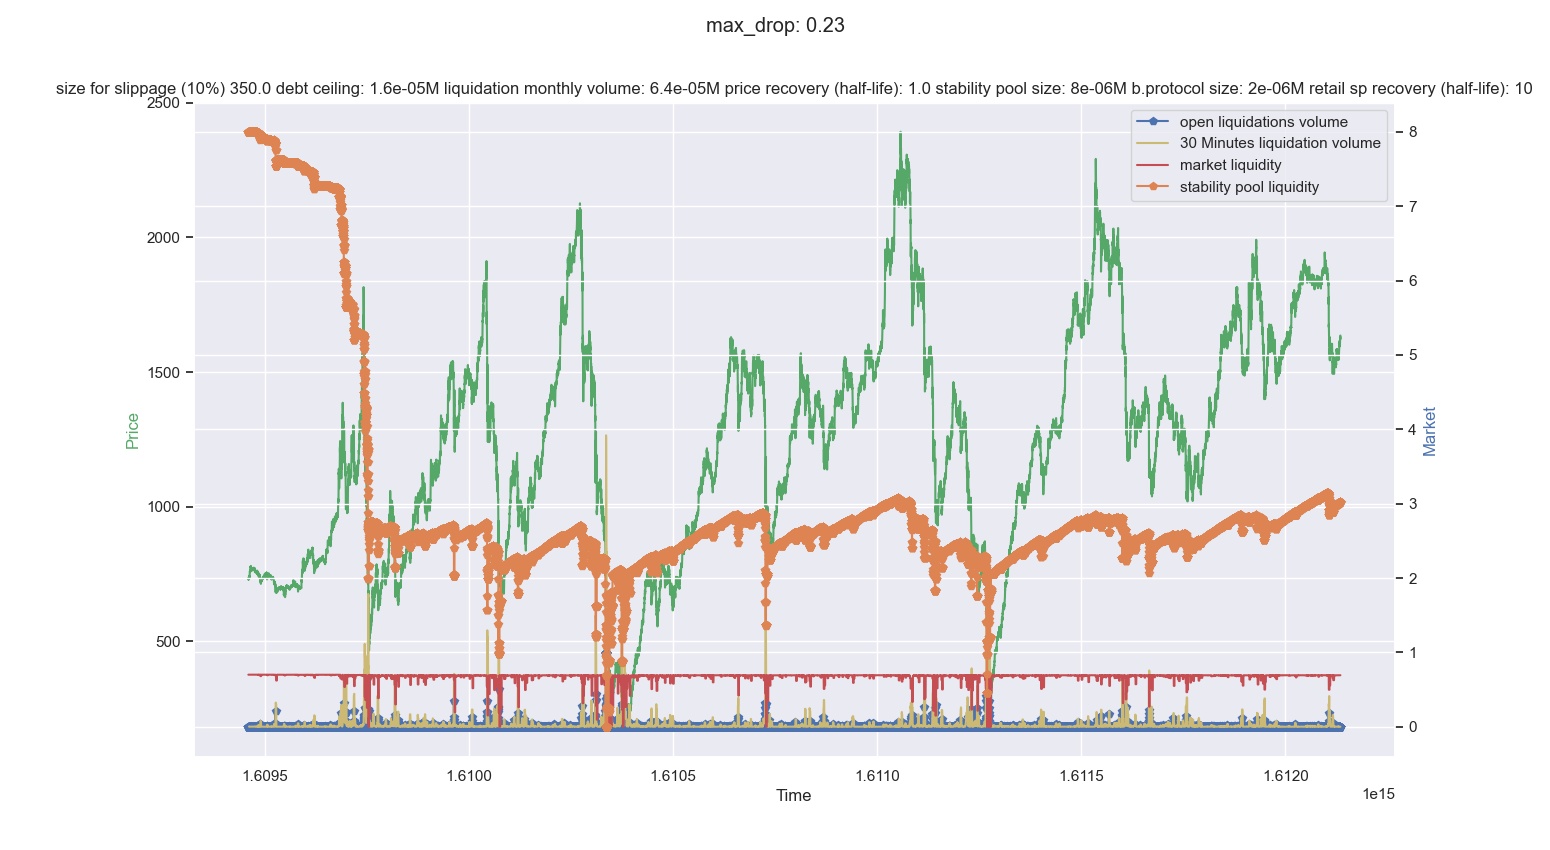 max_drop: 0.23
size for slippage (10%) 350.0 debt ceiling: 1.6e-05M liquidation monthly volume: 6.4e-05M price recovery (half-life): 1.0 stability pool size: 8e-06M b.protocol size: 2e-06M retail sp recovery (half-life): 10
open liquidations volume
30 Minutes liquidation volume
market liquidity
stability pool liquidity
2500
2000
1500
1000
500
Price
8
7
6
5
4
3
2
1
0
Market
1.6095 1.6100 1.6105 1.6110 1.6115 1.6120
1e15
Time